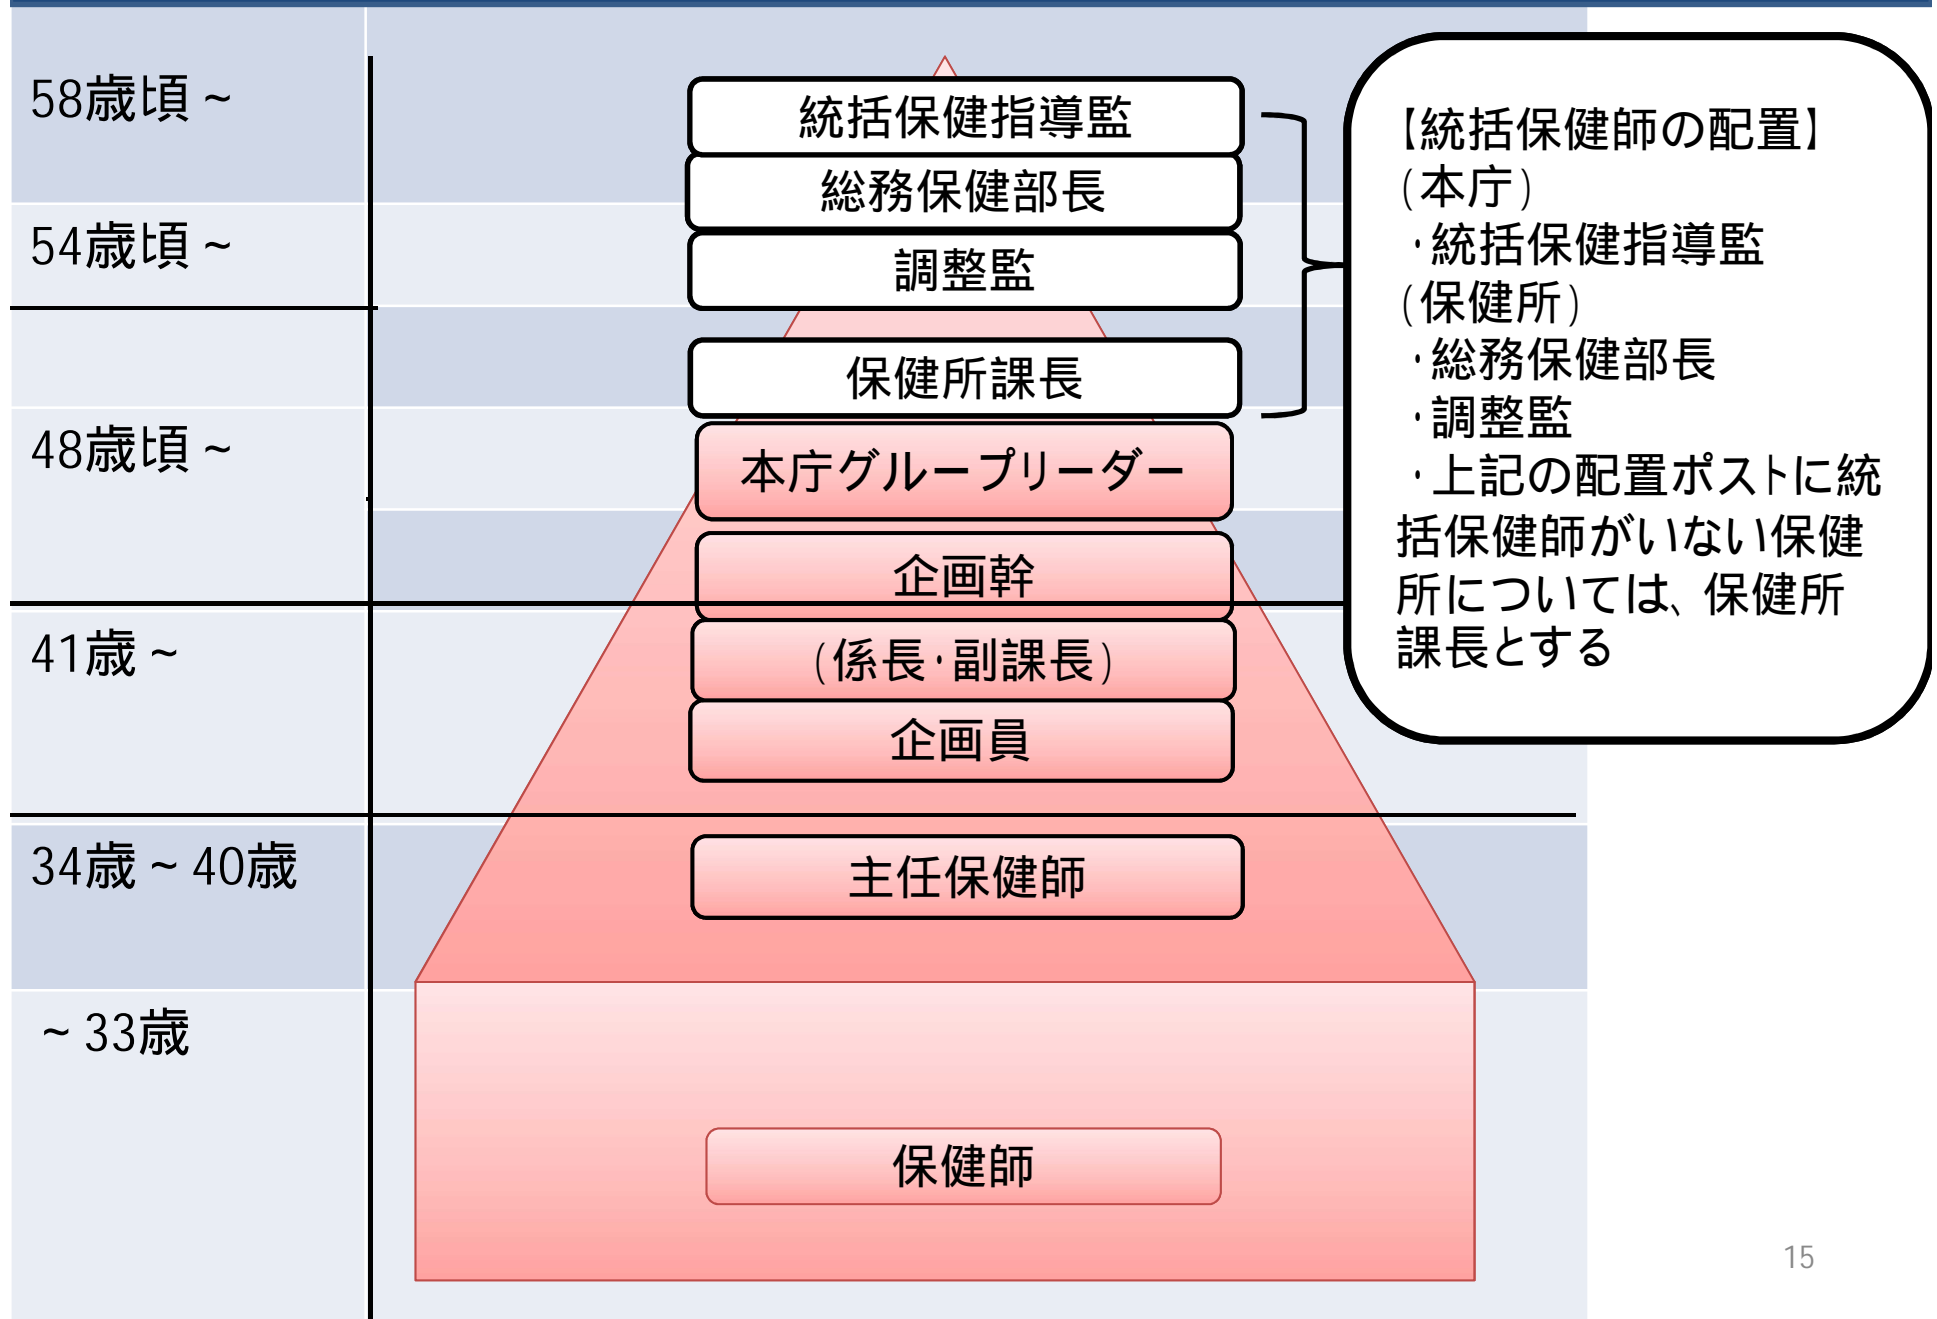 58歳頃～
統括保健指導監
総務保健部長
54歳頃～
調整監
保健所課長
48歳頃～
本庁グループリーダー
企画幹
41歳～
(係長・副課長)
企画員
34歳～40歳
主任保健師
～33歳
保健師
【統括保健師の配置】
(本庁)
・統括保健指導監
(保健所)
・総務保健部長
・調整監
・上記の配置ポストに統
括保健師がいない保健
所については、保健所
課長とする
15